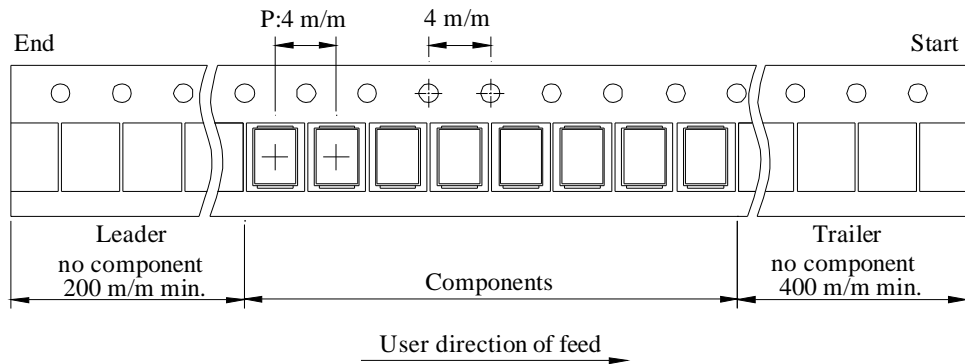 P:4 m/m
4 m/m
End
Start
Leader
no component
200 m/m min.
Components
Trailer
no component
400 m/m min.
User direction of feed